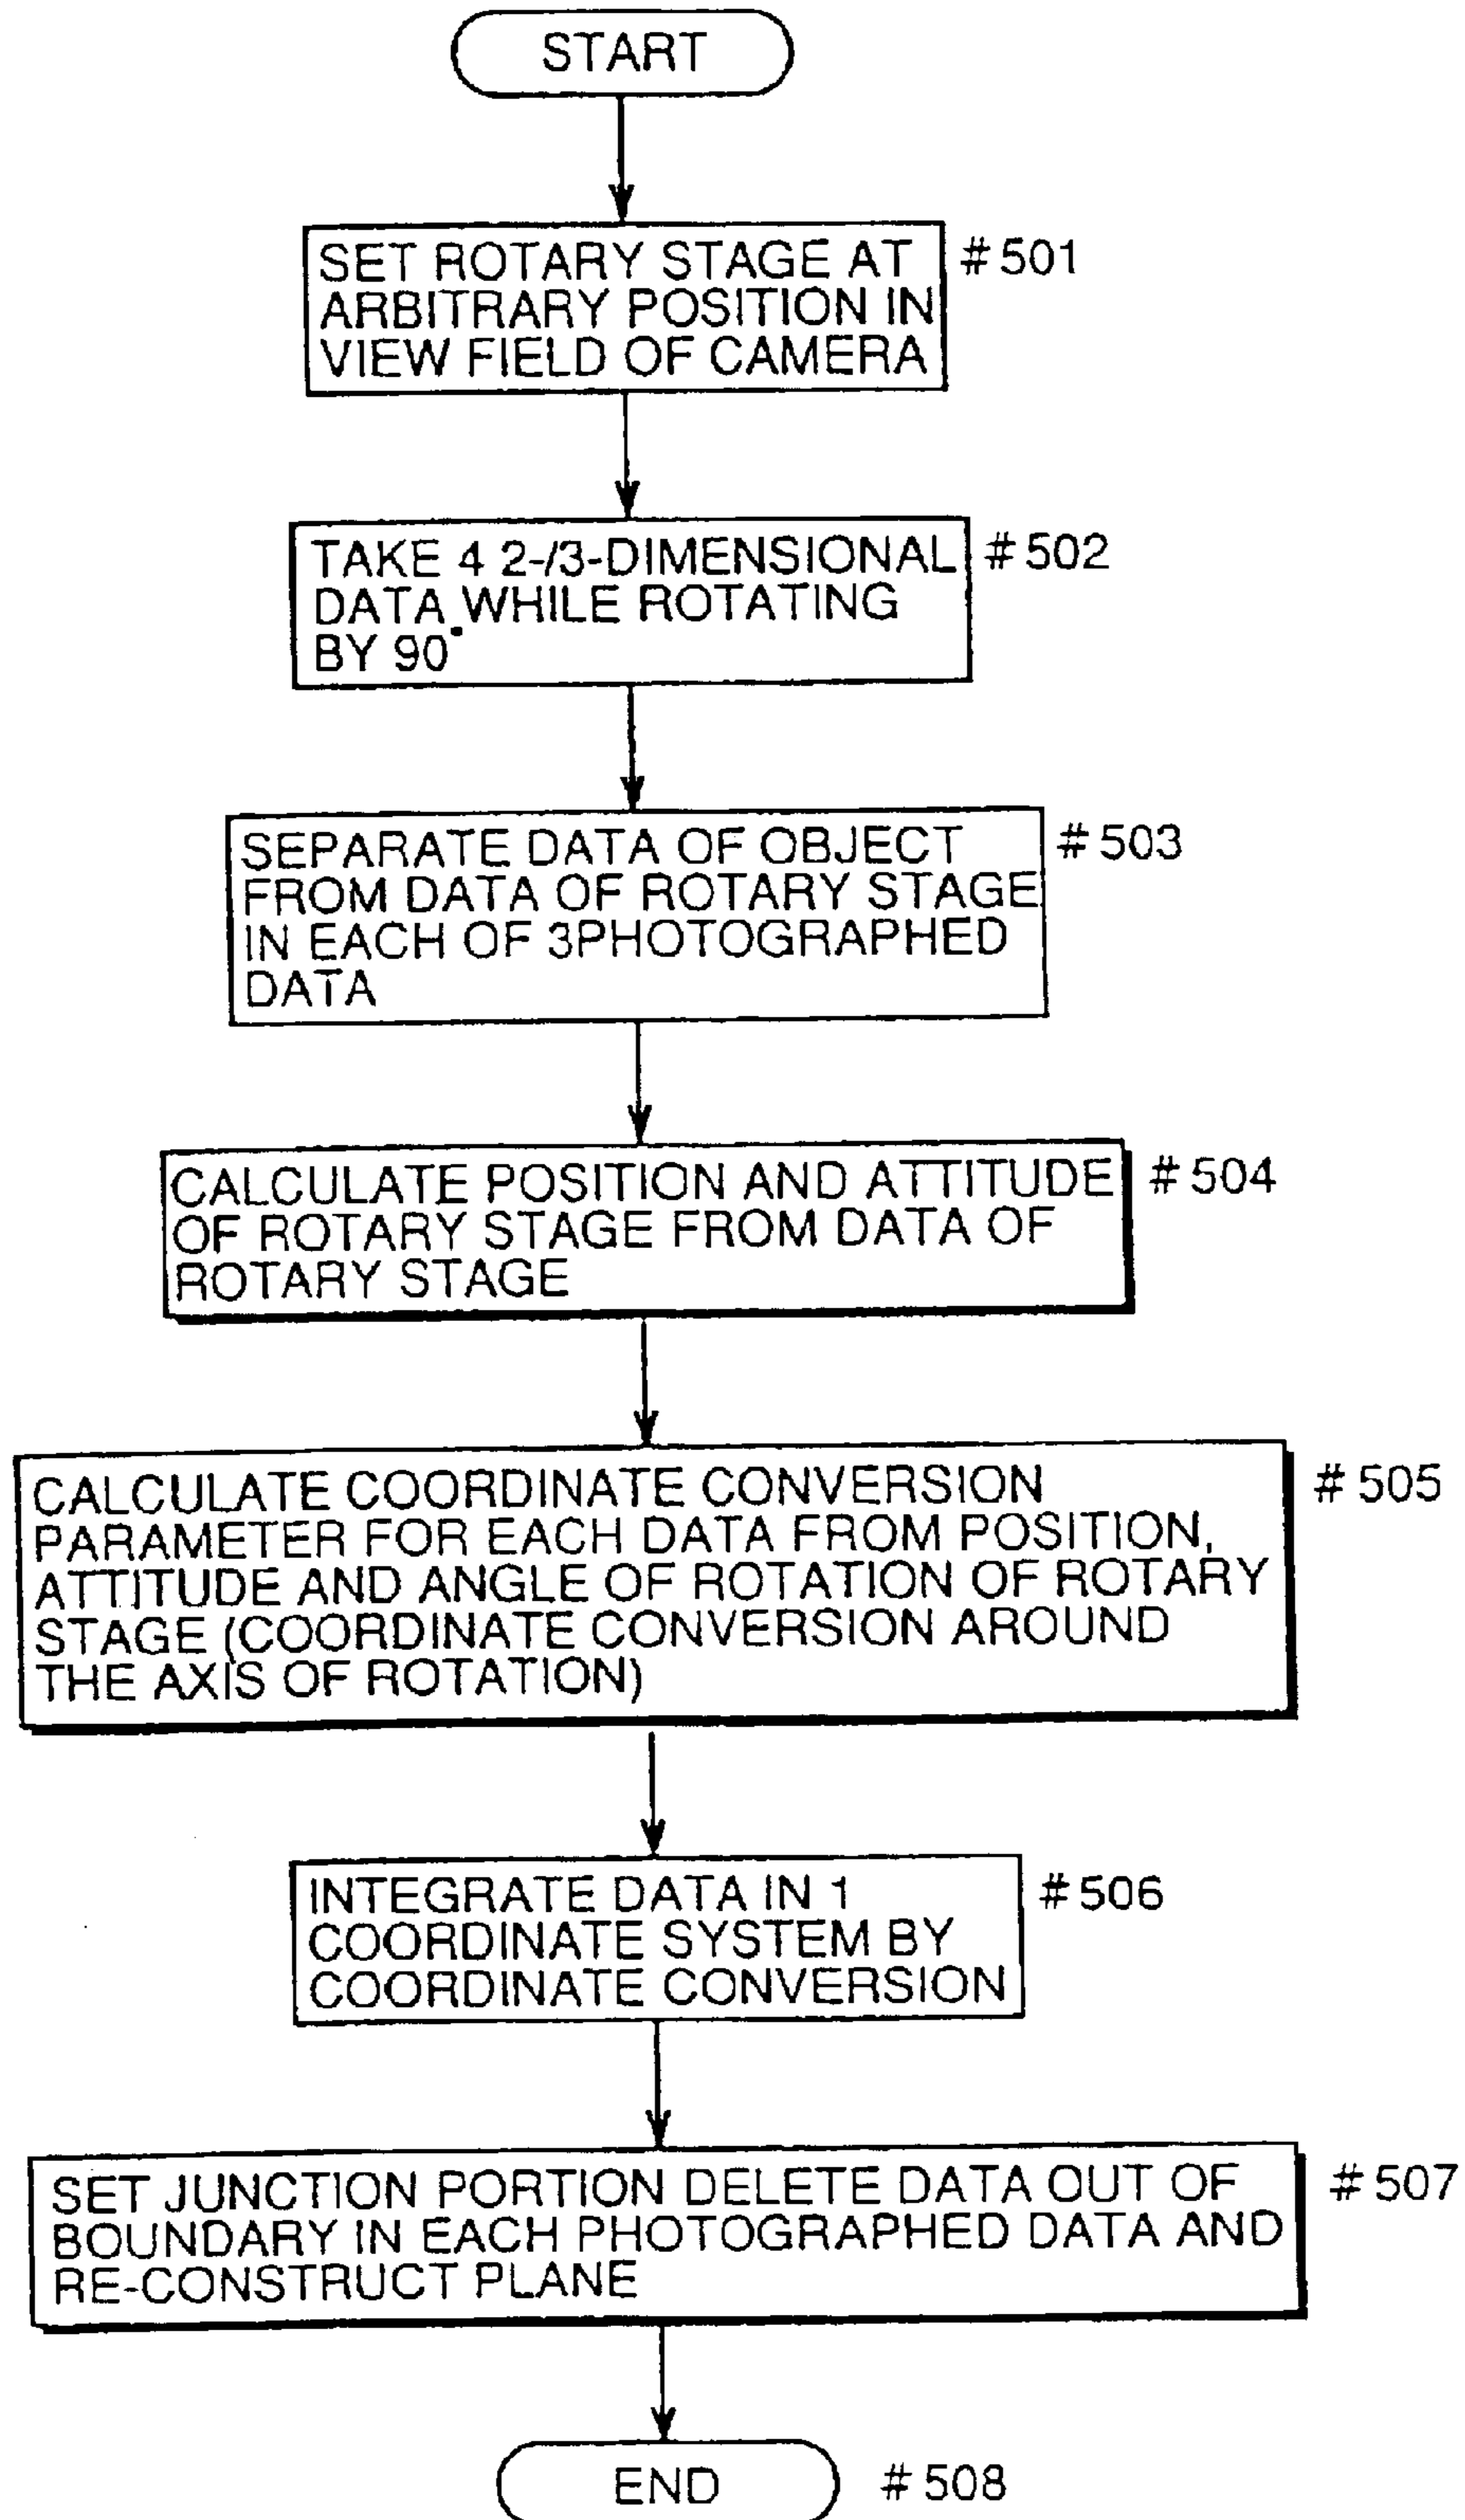 START
SET ROTARY STAGE AT
ARBITRARY POSITION IN
VIEW FIELD OF CAMERA
#501
TAKE 4 2-/3-DIMENSIONAL
DATA WHILE ROTATING
BY 90°
#502
SEPARATE DATA OF OBJECT
FROM DATA OF ROTARY STAGE
IN EACH OF 3PHOTOGRAPHED
DATA
#503
CALCULATE POSITION AND ATTITUDE
OF ROTARY STAGE FROM DATA OF
ROTARY STAGE
#504
CALCULATE COORDINATE CONVERSION
PARAMETER FOR EACH DATA FROM POSITION,
ATTITUDE AND ANGLE OF ROTATION OF ROTARY
STAGE (COORDINATE CONVERSION AROUND
THE AXIS OF ROTATION)
#505
INTEGRATE DATA IN 1
COORDINATE SYSTEM BY
COORDINATE CONVERSION
#506
SET JUNCTION PORTION DELETE DATA OUT OF
BOUNDARY IN EACH PHOTOGRAPHED DATA AND
RE-CONSTRUCT PLANE
#507
END
#508